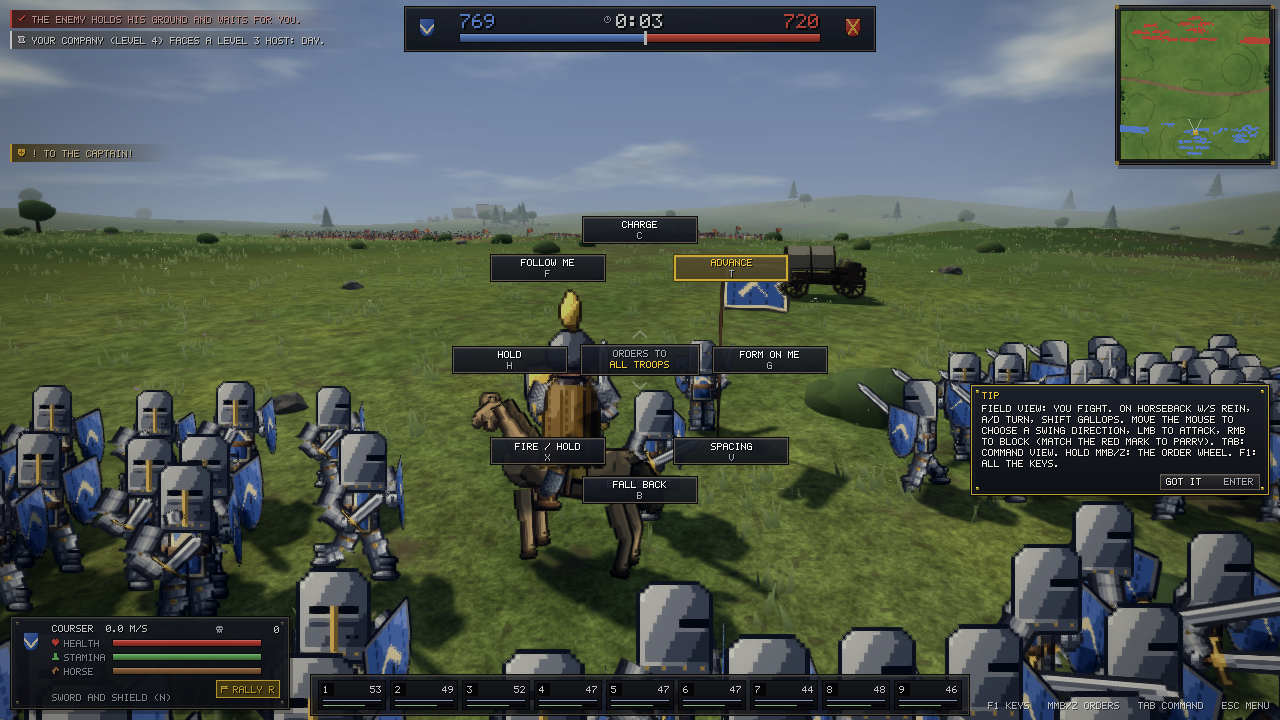 THE ENEMY HOLDS HIS GROUND AND WAITS FOR YOU.
YOUR COMPANY, LEVEL 3, FACES A LEVEL 3 HOST: DAY.
769
0:03
720
! TO THE CAPTAIN!
CHARGE
C
FOLLOW ME
F
ADVANCE
T
HOLD
H
ORDERS TO
ALL TROOPS
FORM ON ME
G
FIRE / HOLD
X
SPACING
V
FALL BACK
B
TIP
FIELD VIEW: YOU FIGHT. ON HORSEBACK W/S REIN,
A/D TURN, SHIFT GALLOPS. MOVE THE MOUSE TO
CHOOSE A SWING DIRECTION, LMB TO ATTACK, RMB
TO BLOCK (MATCH THE RED MARK TO PARRY). TAB:
COMMAND VIEW. HOLD MMB/Z: THE ORDER WHEEL. F1:
ALL THE KEYS.
GOT IT ENTER
COURSER 0.0 M/S 0
HEALTH
STAMINA
HORSE
SWORD AND SHIELD (N)
RALLY R
1 53
2 49
3 52
4 47
5 47
6 47
7 44
8 48
9
F1 KEYS MMB/Z ORDERS TAB COMMAND ESC MENU